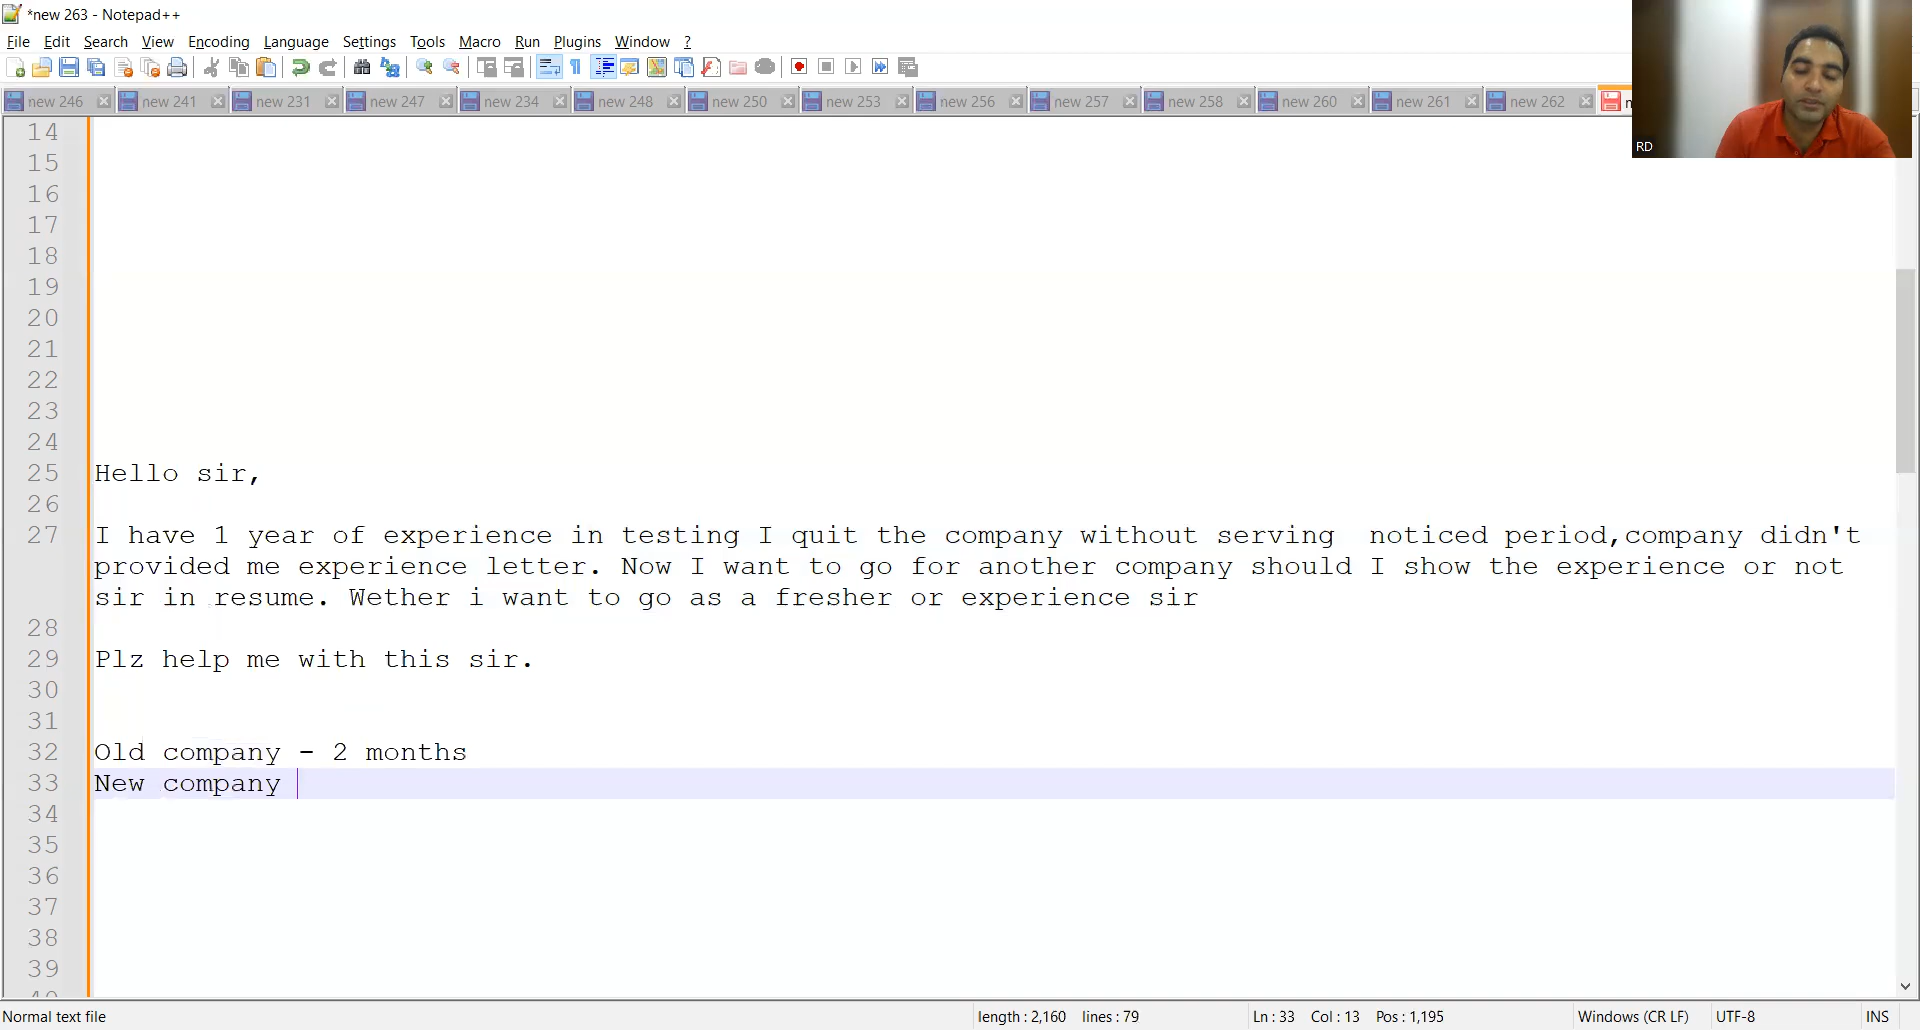 *new 263 - Notepad++
File Edit Search View Encoding Language Settings Tools Macro Run Plugins Window ?
new 246 new 241 new 231 new 247 new 234 new 248 new 250 new 253 new 256 new 257 new 258 new 260 new 261 new 262
RD
14
15
16
17
18
19
20
21
22
23
24
25 Hello sir,
26
27 I have 1 year of experience in testing I quit the company without serving  noticed period,company didn't
provided me experience letter. Now I want to go for another company should I show the experience or not
sir in resume. Wether i want to go as a fresher or experience sir
28
29 Plz help me with this sir.
30
31
32 Old company - 2 months
33 New company
34
35
36
37
38
39
Normal text file length : 2,160 lines : 79 Ln : 33 Col : 13 Pos : 1,195 Windows (CR LF) UTF-8 INS